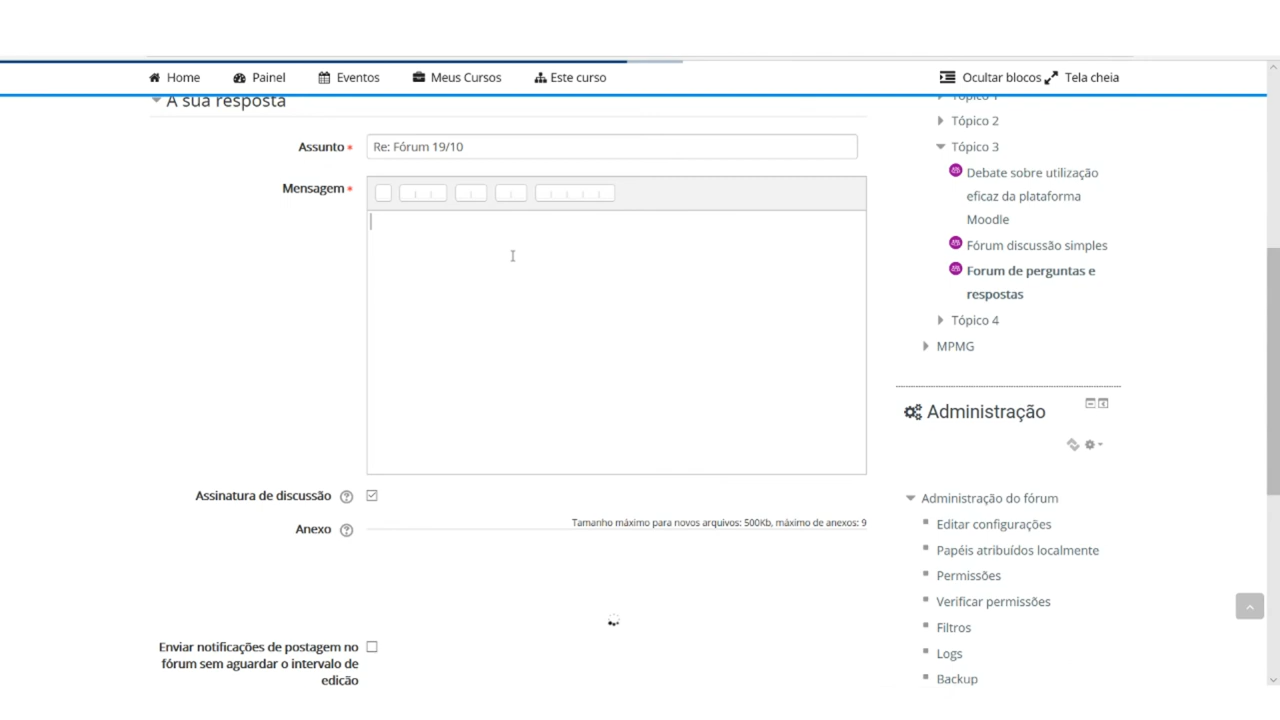 Home Painel Eventos Meus Cursos Este curso Ocultar blocos Tela cheia
A sua resposta
Assunto
Re: Fórum 19/10
Mensagem
Assinatura de discussão
Anexo
Tamanho máximo para novos arquivos: 500Kb, máximo de anexos: 9
Enviar notificações de postagem no
fórum sem aguardar o intervalo de
edição
Tópico 1
Tópico 2
Tópico 3
Debate sobre utilização
eficaz da plataforma
Moodle
Fórum discussão simples
Forum de perguntas e
respostas
Tópico 4
MPMG
Administração
Administração do fórum
Editar configurações
Papéis atribuídos localmente
Permissões
Verificar permissões
Filtros
Logs
Backup